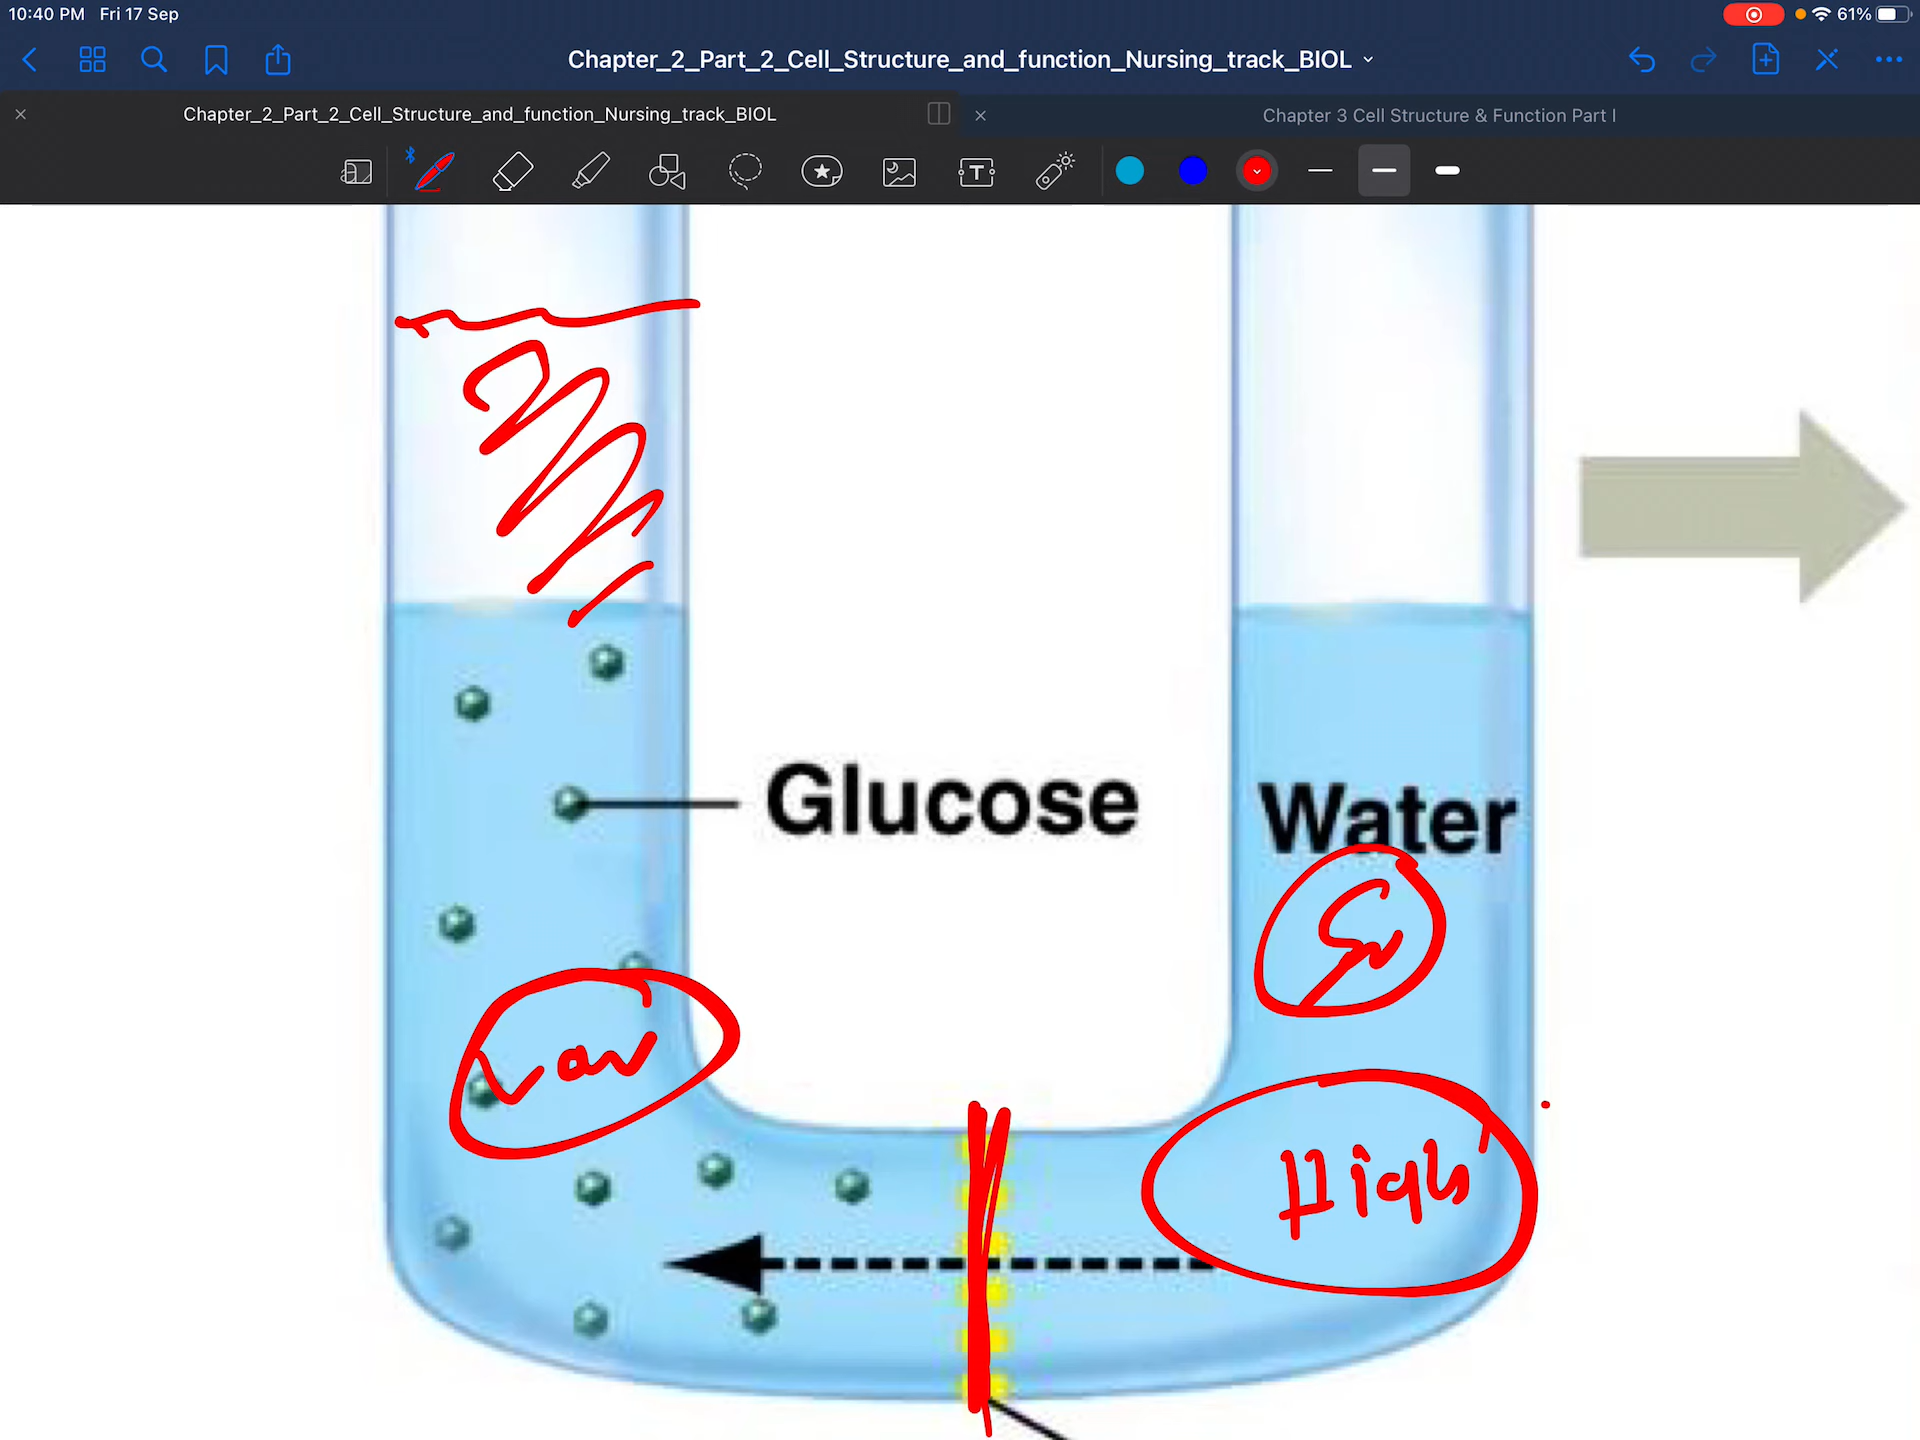 10:40 PM Fri 17 Sep
61%
Chapter_2_Part_2_Cell_Structure_and_function_Nursing_track_BIOL
Chapter_2_Part_2_Cell_Structure_and_function_Nursing_track_BIOL
Chapter 3 Cell Structure & Function Part I
Glucose
Water
Low
High